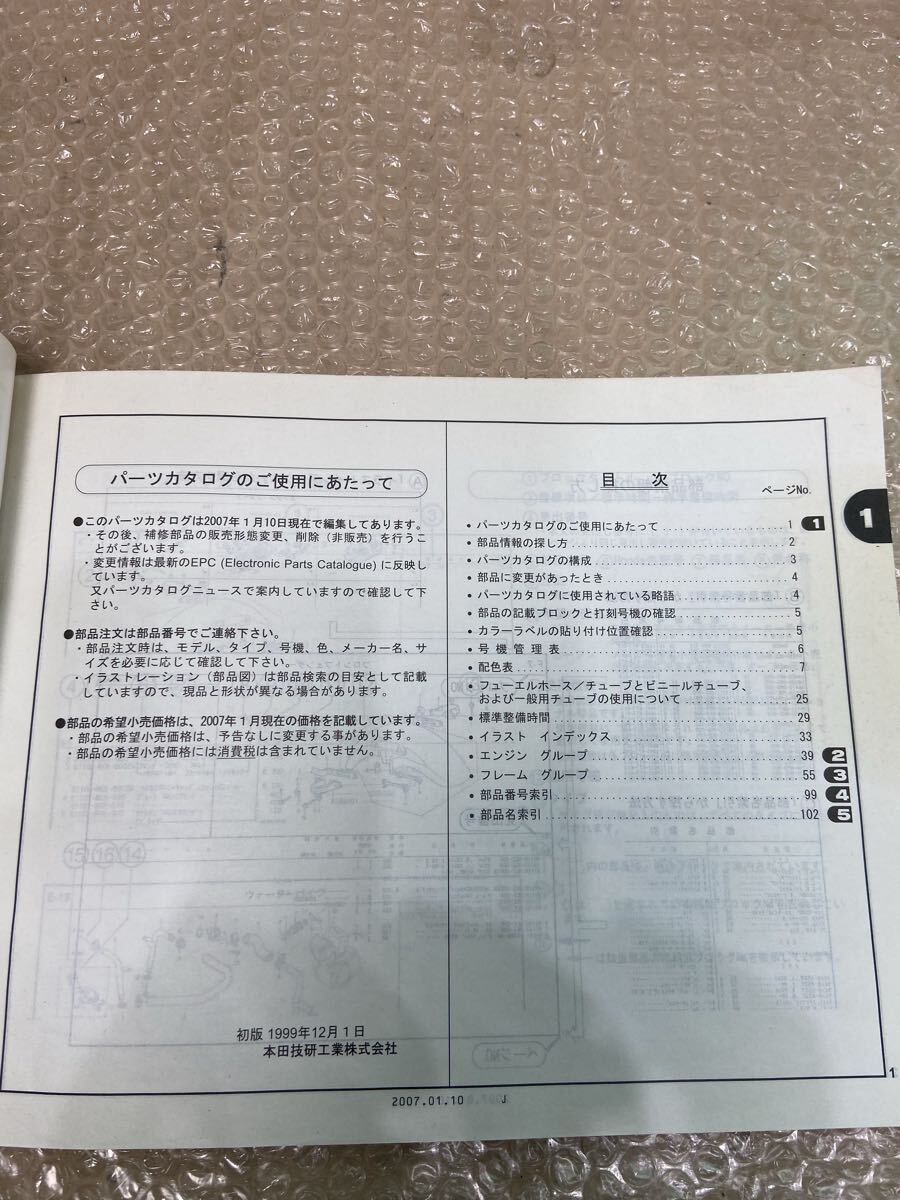 パーツカタログのご使用にあたって
●このパーツカタログは2007年1月10日現在で編集してあります。
・その後、補修部品の販売形態変更、削除（非販売）を行うこ
とがございます。
・変更情報は最新のEPC (Electronic Parts Catalogue) に反映し
ています。
又パーツカタログニュースで案内していますので確認して下
さい。
●部品注文は部品番号でご連絡下さい。
・部品注文時は、モデル、タイプ、号機、色、メーカー名、サ
イズを必要に応じて確認して下さい。
・イラストレーション（部品図）は部品検索の目安として記載
していますので、現品と形状が異なる場合があります。
●部品の希望小売価格は、2007年1月現在の価格を記載しています。
・部品の希望小売価格は、予告なしに変更する事があります。
・部品の希望小売価格には消費税は含まれていません。
初版 1999年12月1日
本田技研工業株式会社
目 次
ページNo.
・パーツカタログのご使用にあたって 1 1
・部品情報の探し方 2
・パーツカタログの構成 3
・部品に変更があったとき 4
・パーツカタログに使用されている略語 4
・部品の記載ブロックと打刻号機の確認 5
・カラーラベルの貼り付け位置確認 5
・号機管理表 6
・配色表 7
・フューエルホース／チューブとビニールチューブ、
および一般用チューブの使用について 25
・標準整備時間 29
・イラスト インデックス 33
・エンジン グループ 39 2
・フレーム グループ 55 3
・部品番号索引 99 4
・部品名索引 102 5
1
1
2007.01.10 J